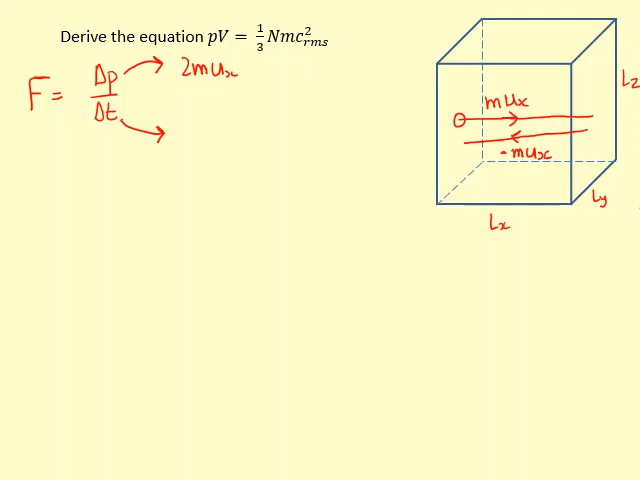 Derive the equation pV = 1/3 Nmc²rms
F = Δp/Δt
2mux
mux
-mux
Lz
Ly
Lx